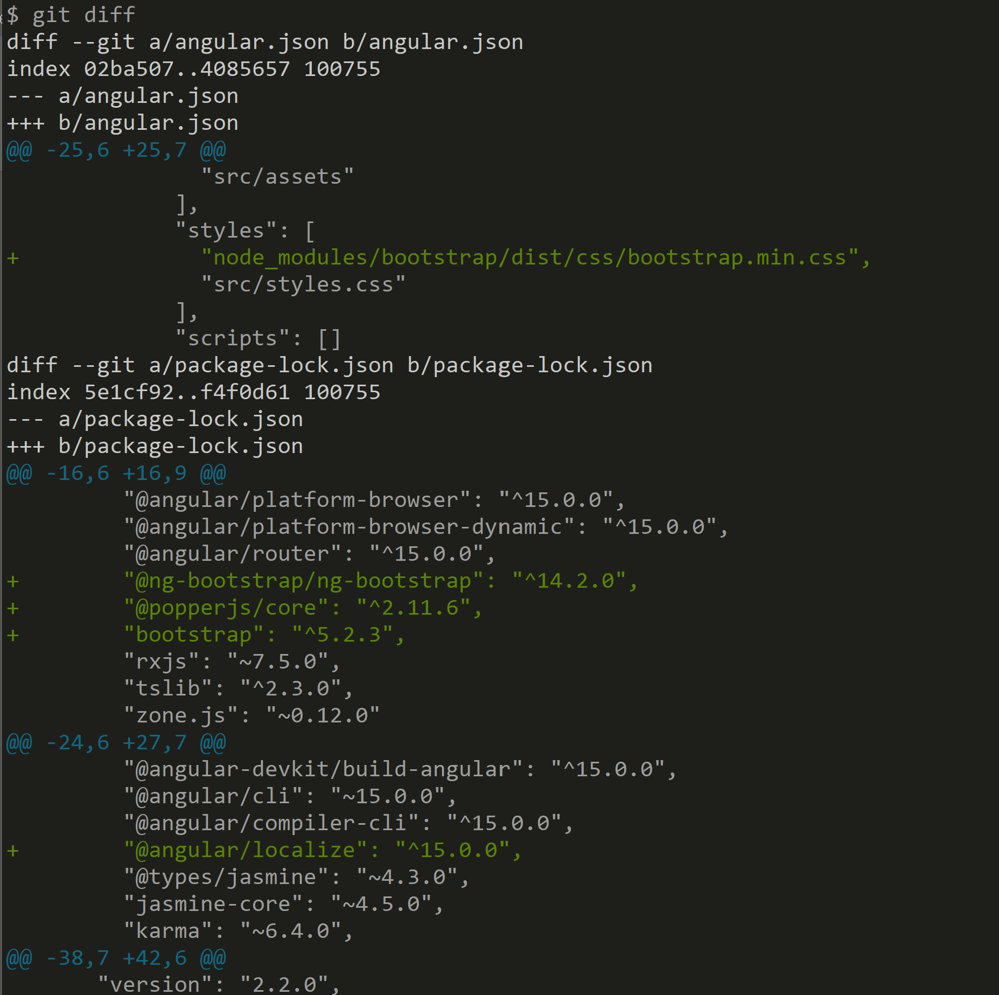 $ git diff
diff --git a/angular.json b/angular.json
index 02ba507..4085657 100755
--- a/angular.json
+++ b/angular.json
@@ -25,6 +25,7 @@
               "src/assets"
             ],
             "styles": [
+              "node_modules/bootstrap/dist/css/bootstrap.min.css",
               "src/styles.css"
             ],
             "scripts": []
diff --git a/package-lock.json b/package-lock.json
index 5e1cf92..f4f0d61 100755
--- a/package-lock.json
+++ b/package-lock.json
@@ -16,6 +16,9 @@
         "@angular/platform-browser": "^15.0.0",
         "@angular/platform-browser-dynamic": "^15.0.0",
         "@angular/router": "^15.0.0",
+        "@ng-bootstrap/ng-bootstrap": "^14.2.0",
+        "@popperjs/core": "^2.11.6",
+        "bootstrap": "^5.2.3",
         "rxjs": "~7.5.0",
         "tslib": "^2.3.0",
         "zone.js": "~0.12.0"
@@ -24,6 +27,7 @@
         "@angular-devkit/build-angular": "^15.0.0",
         "@angular/cli": "~15.0.0",
         "@angular/compiler-cli": "^15.0.0",
+        "@angular/localize": "^15.0.0",
         "@types/jasmine": "~4.3.0",
         "jasmine-core": "~4.5.0",
         "karma": "~6.4.0",
@@ -38,7 +42,6 @@
       "version": "2.2.0",